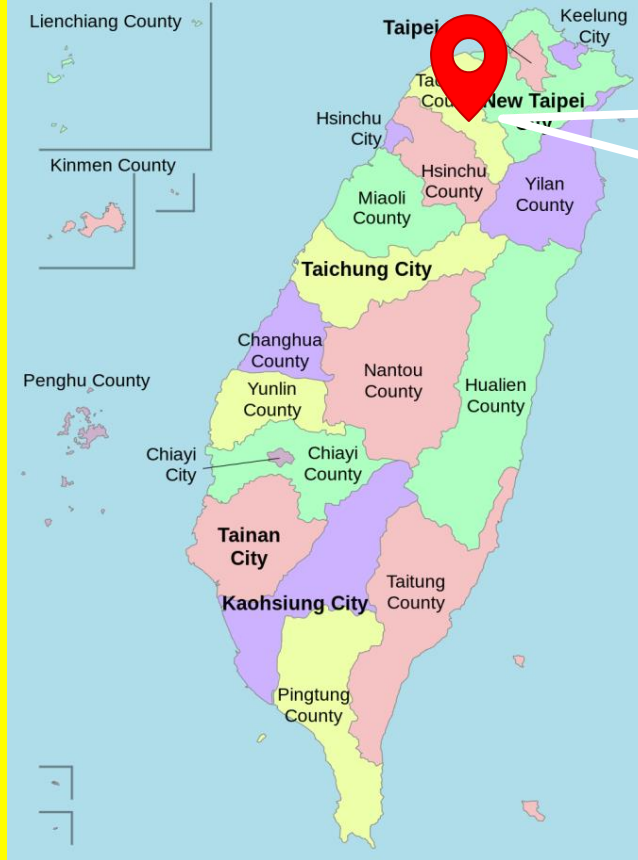 Lienchiang County
Keelung
City
Taipei
New Taipei
Hsinchu
City
Kinmen County
Hsinchu
County
Yilan
County
Miaoli
County
Taichung City
Changhua
County
Nantou
County
Penghu County
Yunlin
County
Hualien
County
Chiayi
City
Chiayi
County
Tainan
City
Taitung
County
Kaohsiung City
Pingtung
County